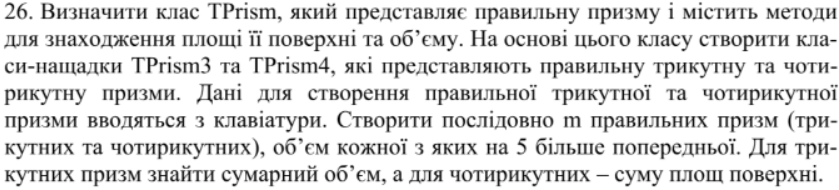 26. Визначити клас TPrism, який представляє правильну призму і містить методи
для знаходження площі її поверхні та об’єму. На основі цього класу створити кла-
си-нащадки TPrism3 та TPrism4, які представляють правильну трикутну та чоти-
рикутну призми. Дані для створення правильної трикутної та чотирикутної
призми вводяться з клавіатури. Створити послідовно m правильних призм (три-
кутних та чотирикутних), об’єм кожної з яких на 5 більше попередньої. Для три-
кутних призм знайти сумарний об’єм, а для чотирикутних – суму площ поверхні.